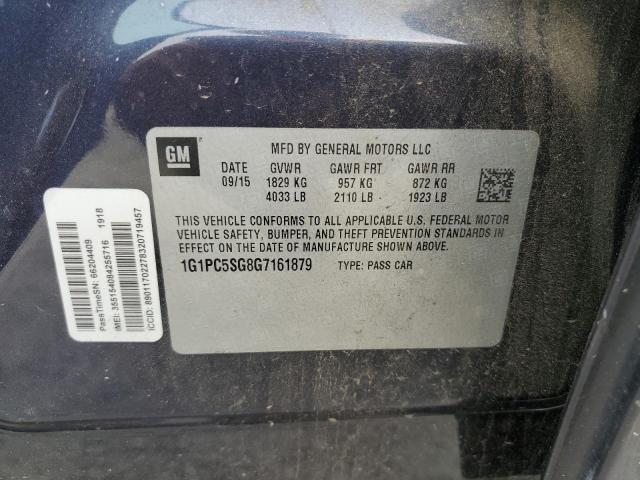 GM
MFD BY GENERAL MOTORS LLC
DATE GVWR GAWR FRT GAWR RR
09/15 1829 KG 957 KG 872 KG
4033 LB 2110 LB 1923 LB
THIS VEHICLE CONFORMS TO ALL APPLICABLE U.S. FEDERAL MOTOR
VEHICLE SAFETY, BUMPER, AND THEFT PREVENTION STANDARDS IN
EFFECT ON THE DATE OF MANUFACTURE SHOWN ABOVE.
1G1PC5SG8G7161879 TYPE: PASS CAR
PassTimeSN: 66204409 1918
IMEI: 355154084255716
ICCID: 89011702278320719457